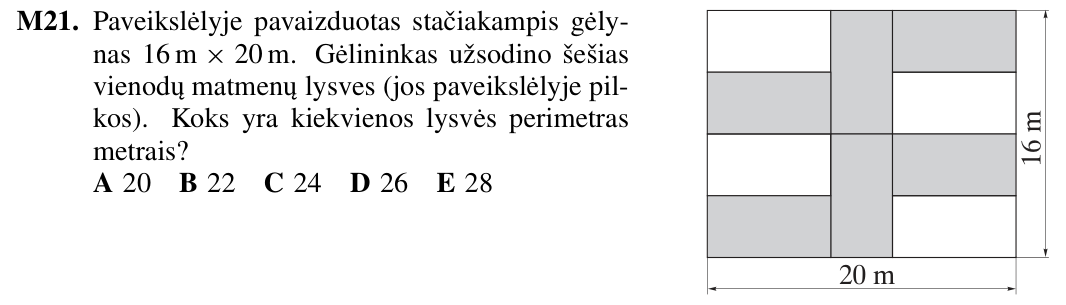 M21. Paveikslėlyje pavaizduotas stačiakampis gėly-
nas 16 m × 20 m. Gėlininkas užsodino šešias
vienodų matmenų lysves (jos paveikslėlyje pil-
kos). Koks yra kiekvienos lysvės perimetras
metrais?
A 20 B 22 C 24 D 26 E 28
16 m
20 m